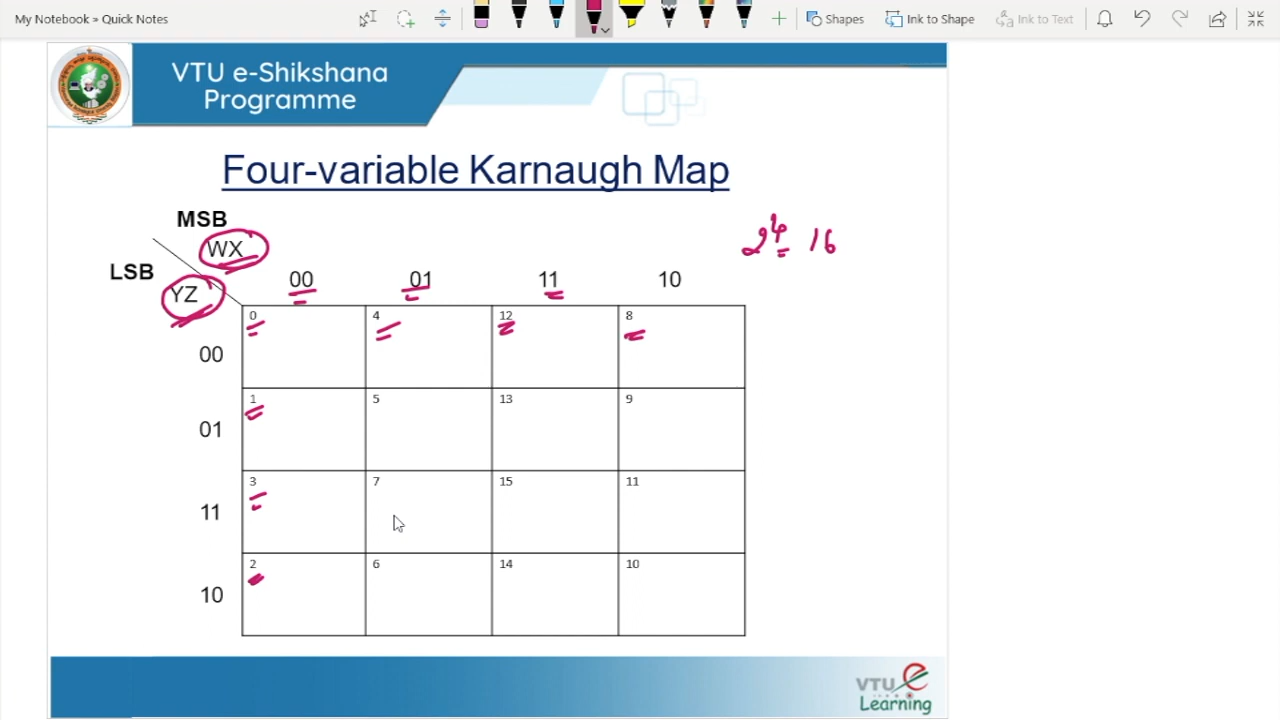 My Notebook » Quick Notes
Shapes
Ink to Shape
Ink to Text
VTU e-Shikshana
Programme
Four-variable Karnaugh Map
MSB
WX
2^4 16
LSB
YZ
00 01 11 10
00 0 4 12 8
01 1 5 13 9
11 3 7 15 11
10 2 6 14 10
VTU e
Learning